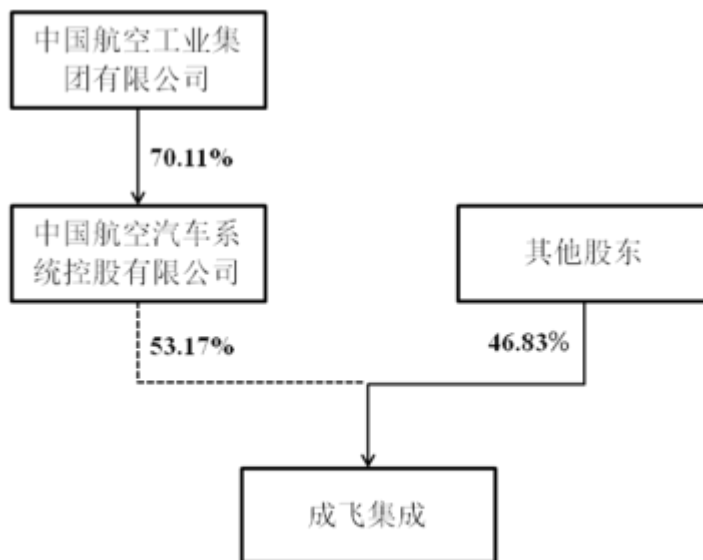 中国航空工业集
团有限公司
70.11%
中国航空汽车系
统控股有限公司
其他股东
53.17%
46.83%
成飞集成